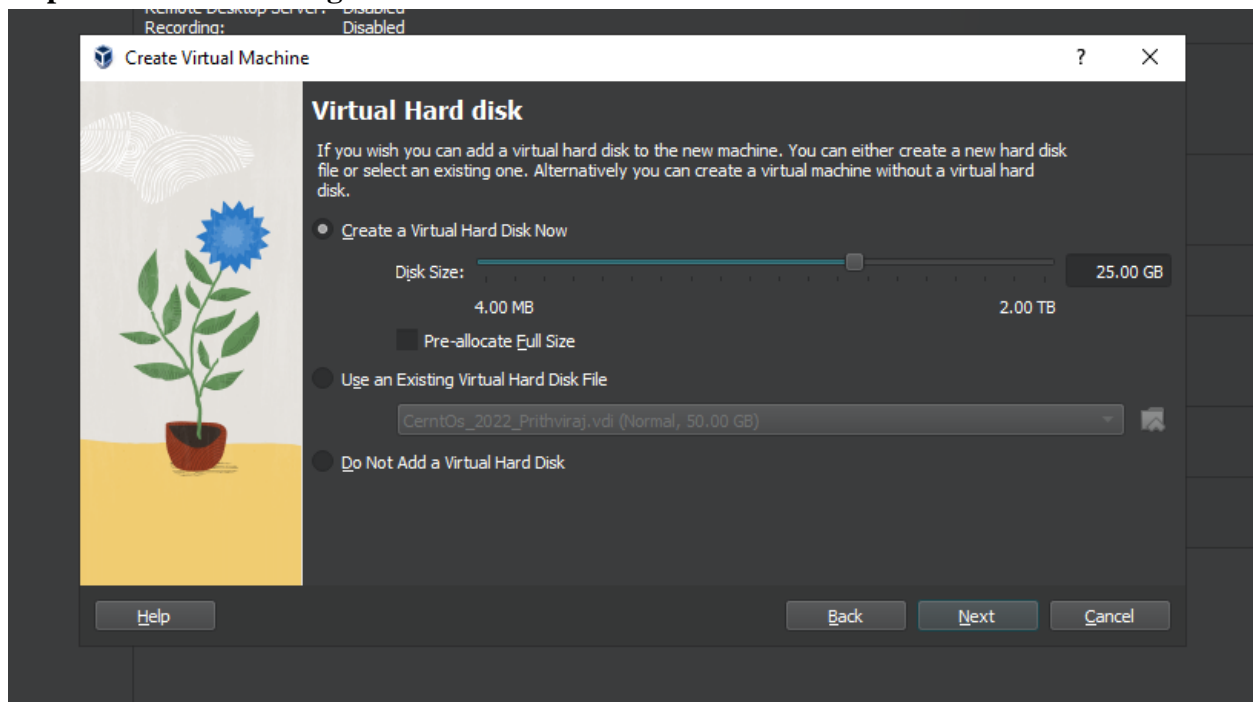 Remote Desktop Server: Disabled
Recording: Disabled
Create Virtual Machine ?
Virtual Hard disk
If you wish you can add a virtual hard disk to the new machine. You can either create a new hard disk
file or select an existing one. Alternatively you can create a virtual machine without a virtual hard
disk.
Create a Virtual Hard Disk Now
Disk Size: 25.00 GB
4.00 MB 2.00 TB
Pre-allocate Full Size
Use an Existing Virtual Hard Disk File
CerntOs_2022_Prithviraj.vdi (Normal, 50.00 GB)
Do Not Add a Virtual Hard Disk
Help Back Next Cancel